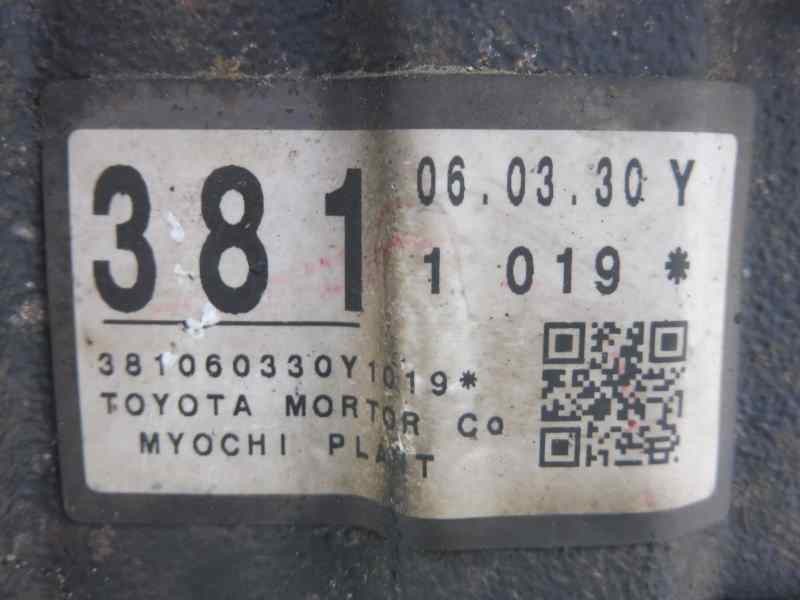 381 06.03.30 Y
1 019 *
381060330Y1019*
TOYOTA MORTOR Co
MYOCHI PLANT